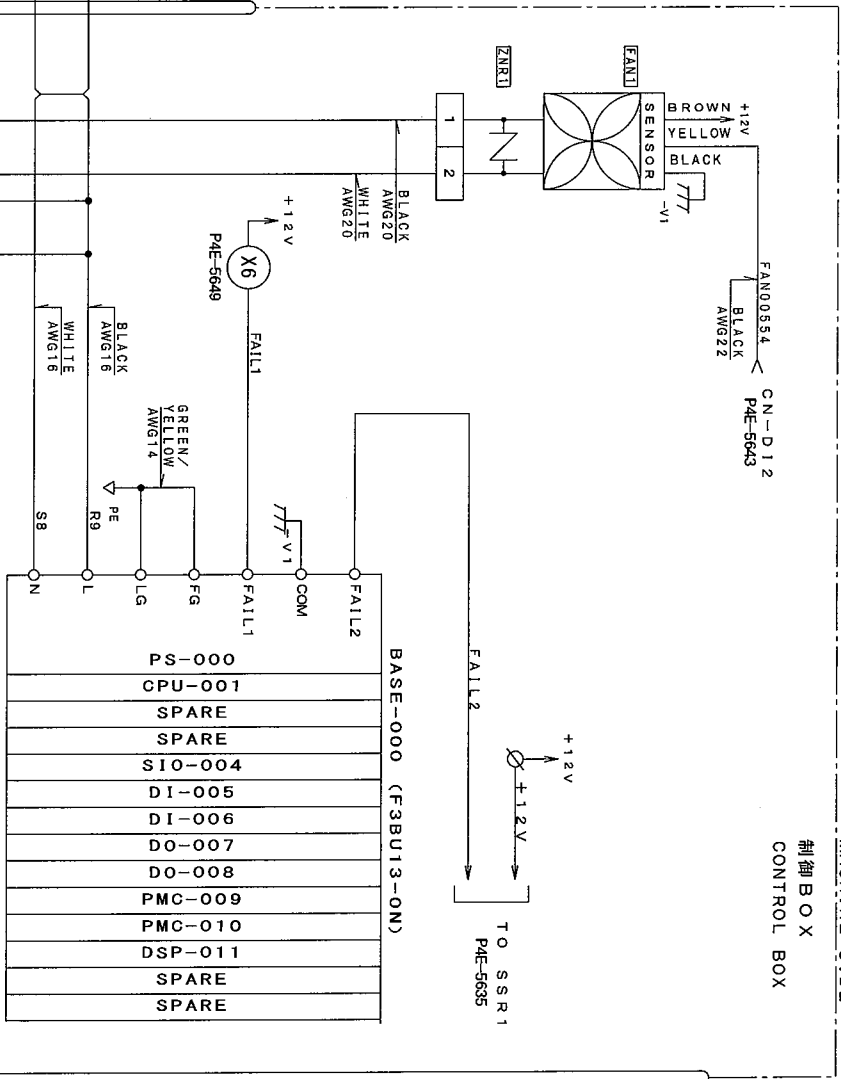 制御BOX
CONTROL BOX
ZNR1
FAN1
SENSOR
BROWN
+12V
YELLOW
BLACK
-V1
1
2
BLACK
AWG20
WHITE
AWG20
FAN00554
BLACK
AWG22
CN-D12
P4E-5643
+12V
X6
P4E-5649
FAIL1
BLACK
AWG16
WHITE
AWG16
GREEN/
YELLOW
AWG14
PE
-V1
S8
R9
N
L
LG
FG
FAIL1
COM
FAIL2
FAIL2
+12V
+12V
TO SSR1
P4E-5635
BASE-000 (F3BU13-0N)
PS-000
CPU-001
SPARE
SPARE
SIO-004
DI-005
DI-006
DO-007
DO-008
PMC-009
PMC-010
DSP-011
SPARE
SPARE